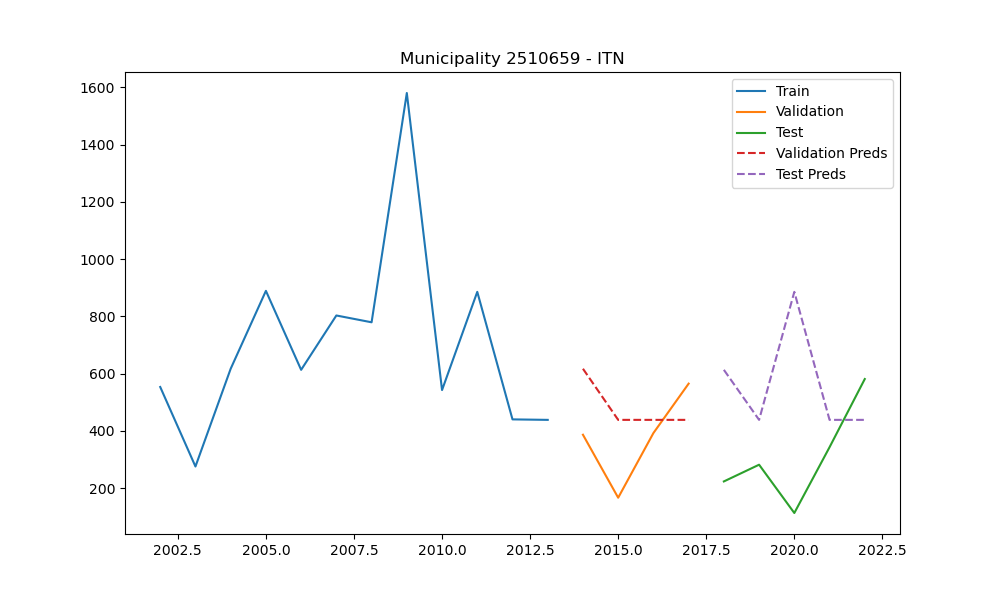 Municipality 2510659 - ITN
1600
1400
1200
1000
800
600
400
200
Train
Validation
Test
Validation Preds
Test Preds
2002.5 2005.0 2007.5 2010.0 2012.5 2015.0 2017.5 2020.0 2022.5